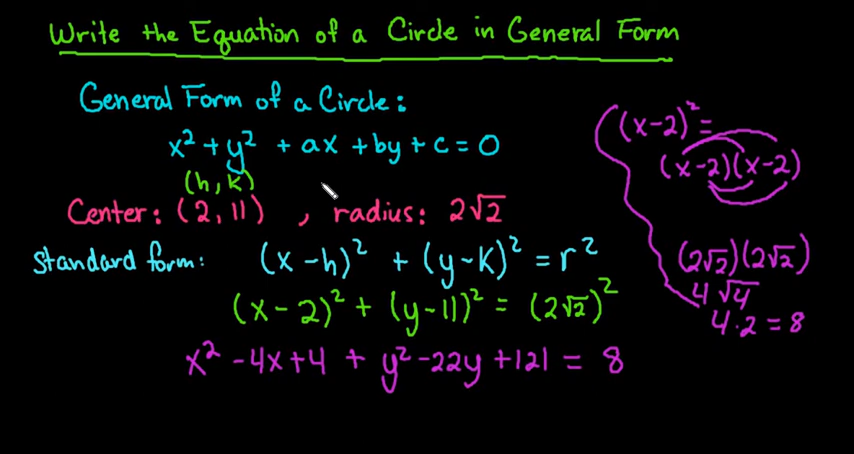 Write the Equation of a Circle in General Form
General Form of a Circle:
x² + y² + ax + by + c = 0
(h, k)
Center: (2, 11) , radius: 2√2
Standard form: (x - h)² + (y - k)² = r²
(x - 2)² + (y - 11)² = (2√2)²
x² - 4x + 4 + y² - 22y + 121 = 8
(x - 2)² =
(x - 2)(x - 2)
(2√2)(2√2)
4√4
4·2 = 8